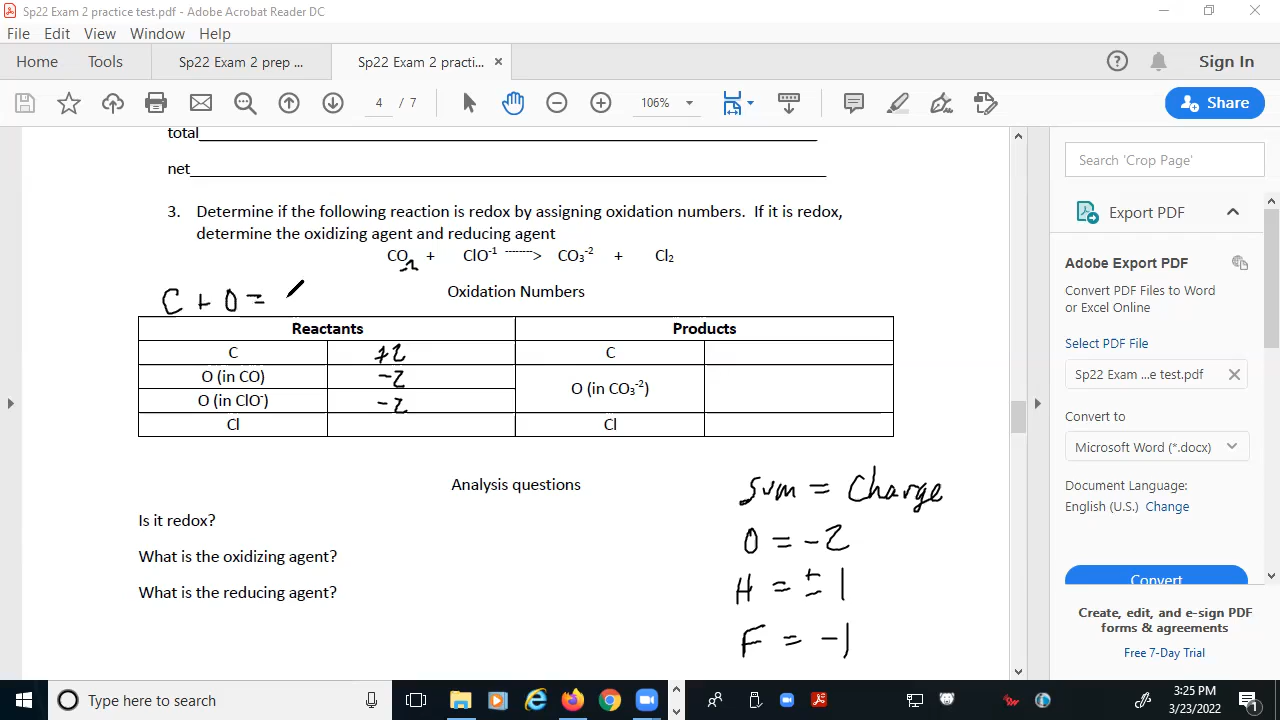 Sp22 Exam 2 practice test.pdf - Adobe Acrobat Reader DC
File Edit View Window Help
Home Tools Sp22 Exam 2 prep ... Sp22 Exam 2 practi... ×
? Sign In
4 / 7 106% Share
total
net
3. Determine if the following reaction is redox by assigning oxidation numbers. If it is redox,
determine the oxidizing agent and reducing agent
CO + ClO⁻¹ --------> CO₃⁻² + Cl₂
-2
C + O =
Oxidation Numbers
Reactants Products
C +2 C
O (in CO) -2
O (in CO₃⁻²)
O (in ClO⁻) -2
Cl Cl
Analysis questions
Is it redox?
What is the oxidizing agent?
What is the reducing agent?
Sum = Charge
O = -2
H = ± 1
F = -1
Search 'Crop Page'
Export PDF
Adobe Export PDF
Convert PDF Files to Word
or Excel Online
Select PDF File
Sp22 Exam ...e test.pdf ×
Convert to
Microsoft Word (*.docx)
Document Language:
English (U.S.) Change
Convert
Create, edit, and e-sign PDF
forms & agreements
Free 7-Day Trial
Type here to search
3:25 PM
3/23/2022
1